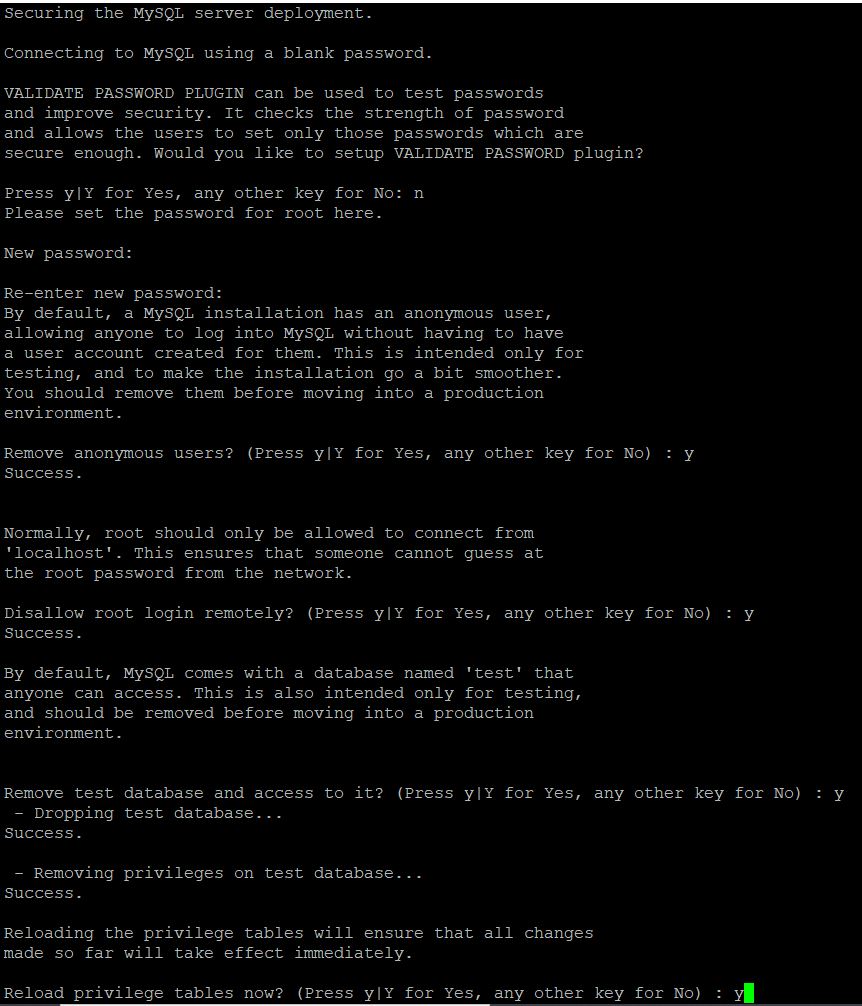 Securing the MySQL server deployment.
Connecting to MySQL using a blank password.
VALIDATE PASSWORD PLUGIN can be used to test passwords
and improve security. It checks the strength of password
and allows the users to set only those passwords which are
secure enough. Would you like to setup VALIDATE PASSWORD plugin?
Press y|Y for Yes, any other key for No: n
Please set the password for root here.
New password:
Re-enter new password:
By default, a MySQL installation has an anonymous user,
allowing anyone to log into MySQL without having to have
a user account created for them. This is intended only for
testing, and to make the installation go a bit smoother.
You should remove them before moving into a production
environment.
Remove anonymous users? (Press y|Y for Yes, any other key for No) : y
Success.
Normally, root should only be allowed to connect from
'localhost'. This ensures that someone cannot guess at
the root password from the network.
Disallow root login remotely? (Press y|Y for Yes, any other key for No) : y
Success.
By default, MySQL comes with a database named 'test' that
anyone can access. This is also intended only for testing,
and should be removed before moving into a production
environment.
Remove test database and access to it? (Press y|Y for Yes, any other key for No) : y
 - Dropping test database...
Success.
 - Removing privileges on test database...
Success.
Reloading the privilege tables will ensure that all changes
made so far will take effect immediately.
Reload privilege tables now? (Press y|Y for Yes, any other key for No) : y